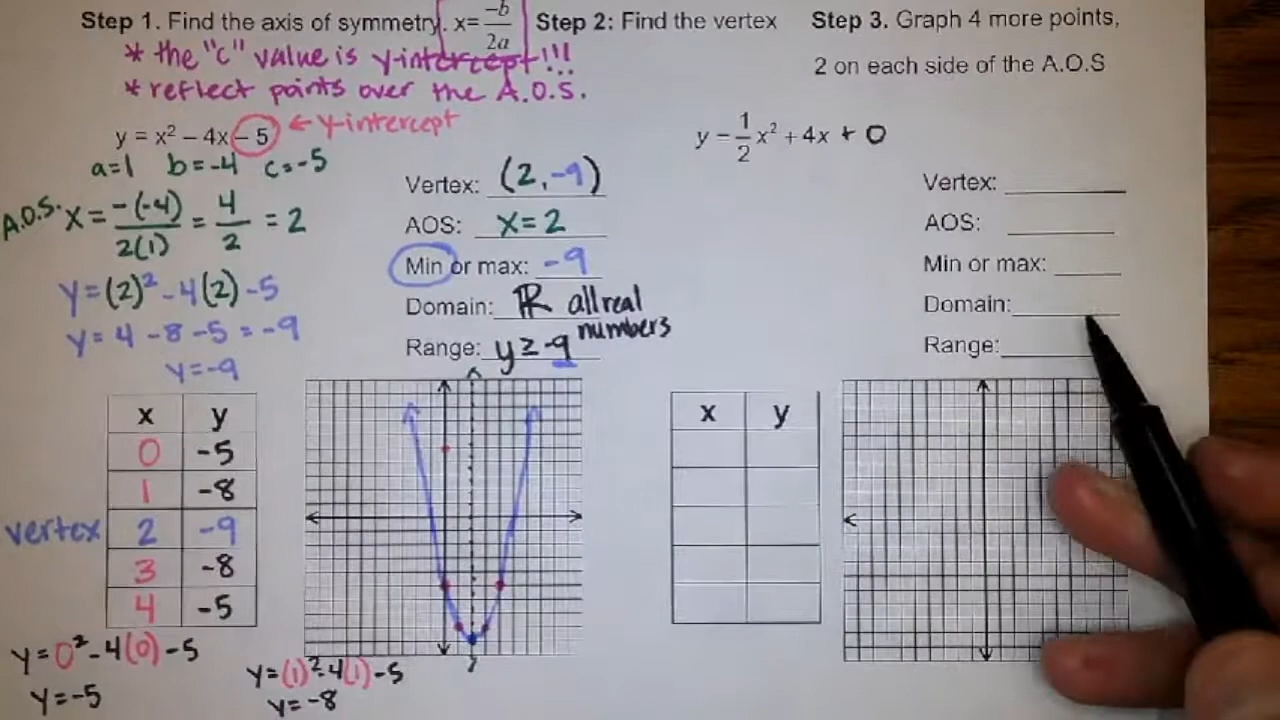 Step 1. Find the axis of symmetry. x= -b/2a
* the "c" value is y-intercept!!!
* reflect points over the A.O.S.
Step 2: Find the vertex
Step 3. Graph 4 more points,
2 on each side of the A.O.S
y = x² − 4x − 5 ← y-intercept
a=1 b=-4 c=-5
A.O.S. x = -(-4)/2(1) = 4/2 = 2
y=(2)²-4(2)-5
y=4-8-5=-9
y=-9
Vertex: (2,-9)
AOS: x=2
Min or max: -9
Domain: ℝ all real
numbers
Range: y≥-9
x y
0 -5
1 -8
vertex 2 -9
3 -8
4 -5
y=0²-4(0)-5
y=-5
y=(1)²-4(1)-5
y=-8
y = 1/2 x² + 4x + 0
Vertex:
AOS:
Min or max:
Domain:
Range:
x y